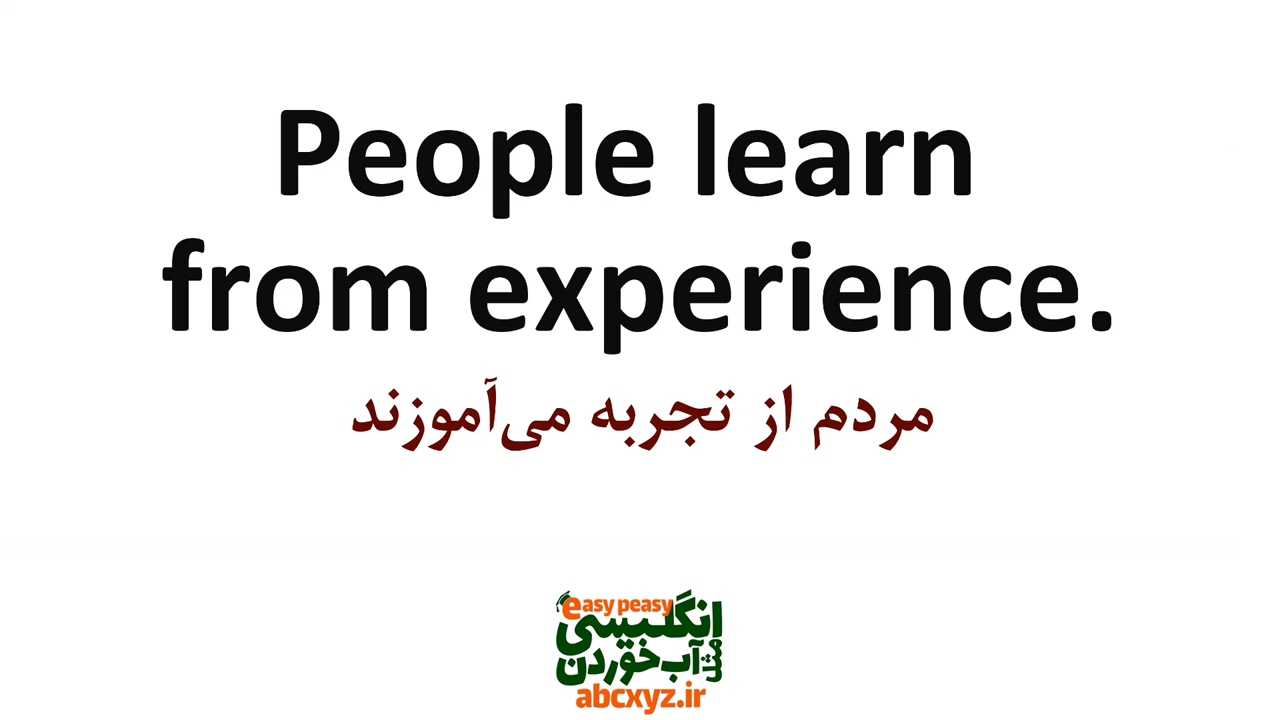 People learn
from experience.
مردم از تجربه می‌آموزند
easy peasy
انگلیسی
مثل آب خوردن
abcxyz.ir